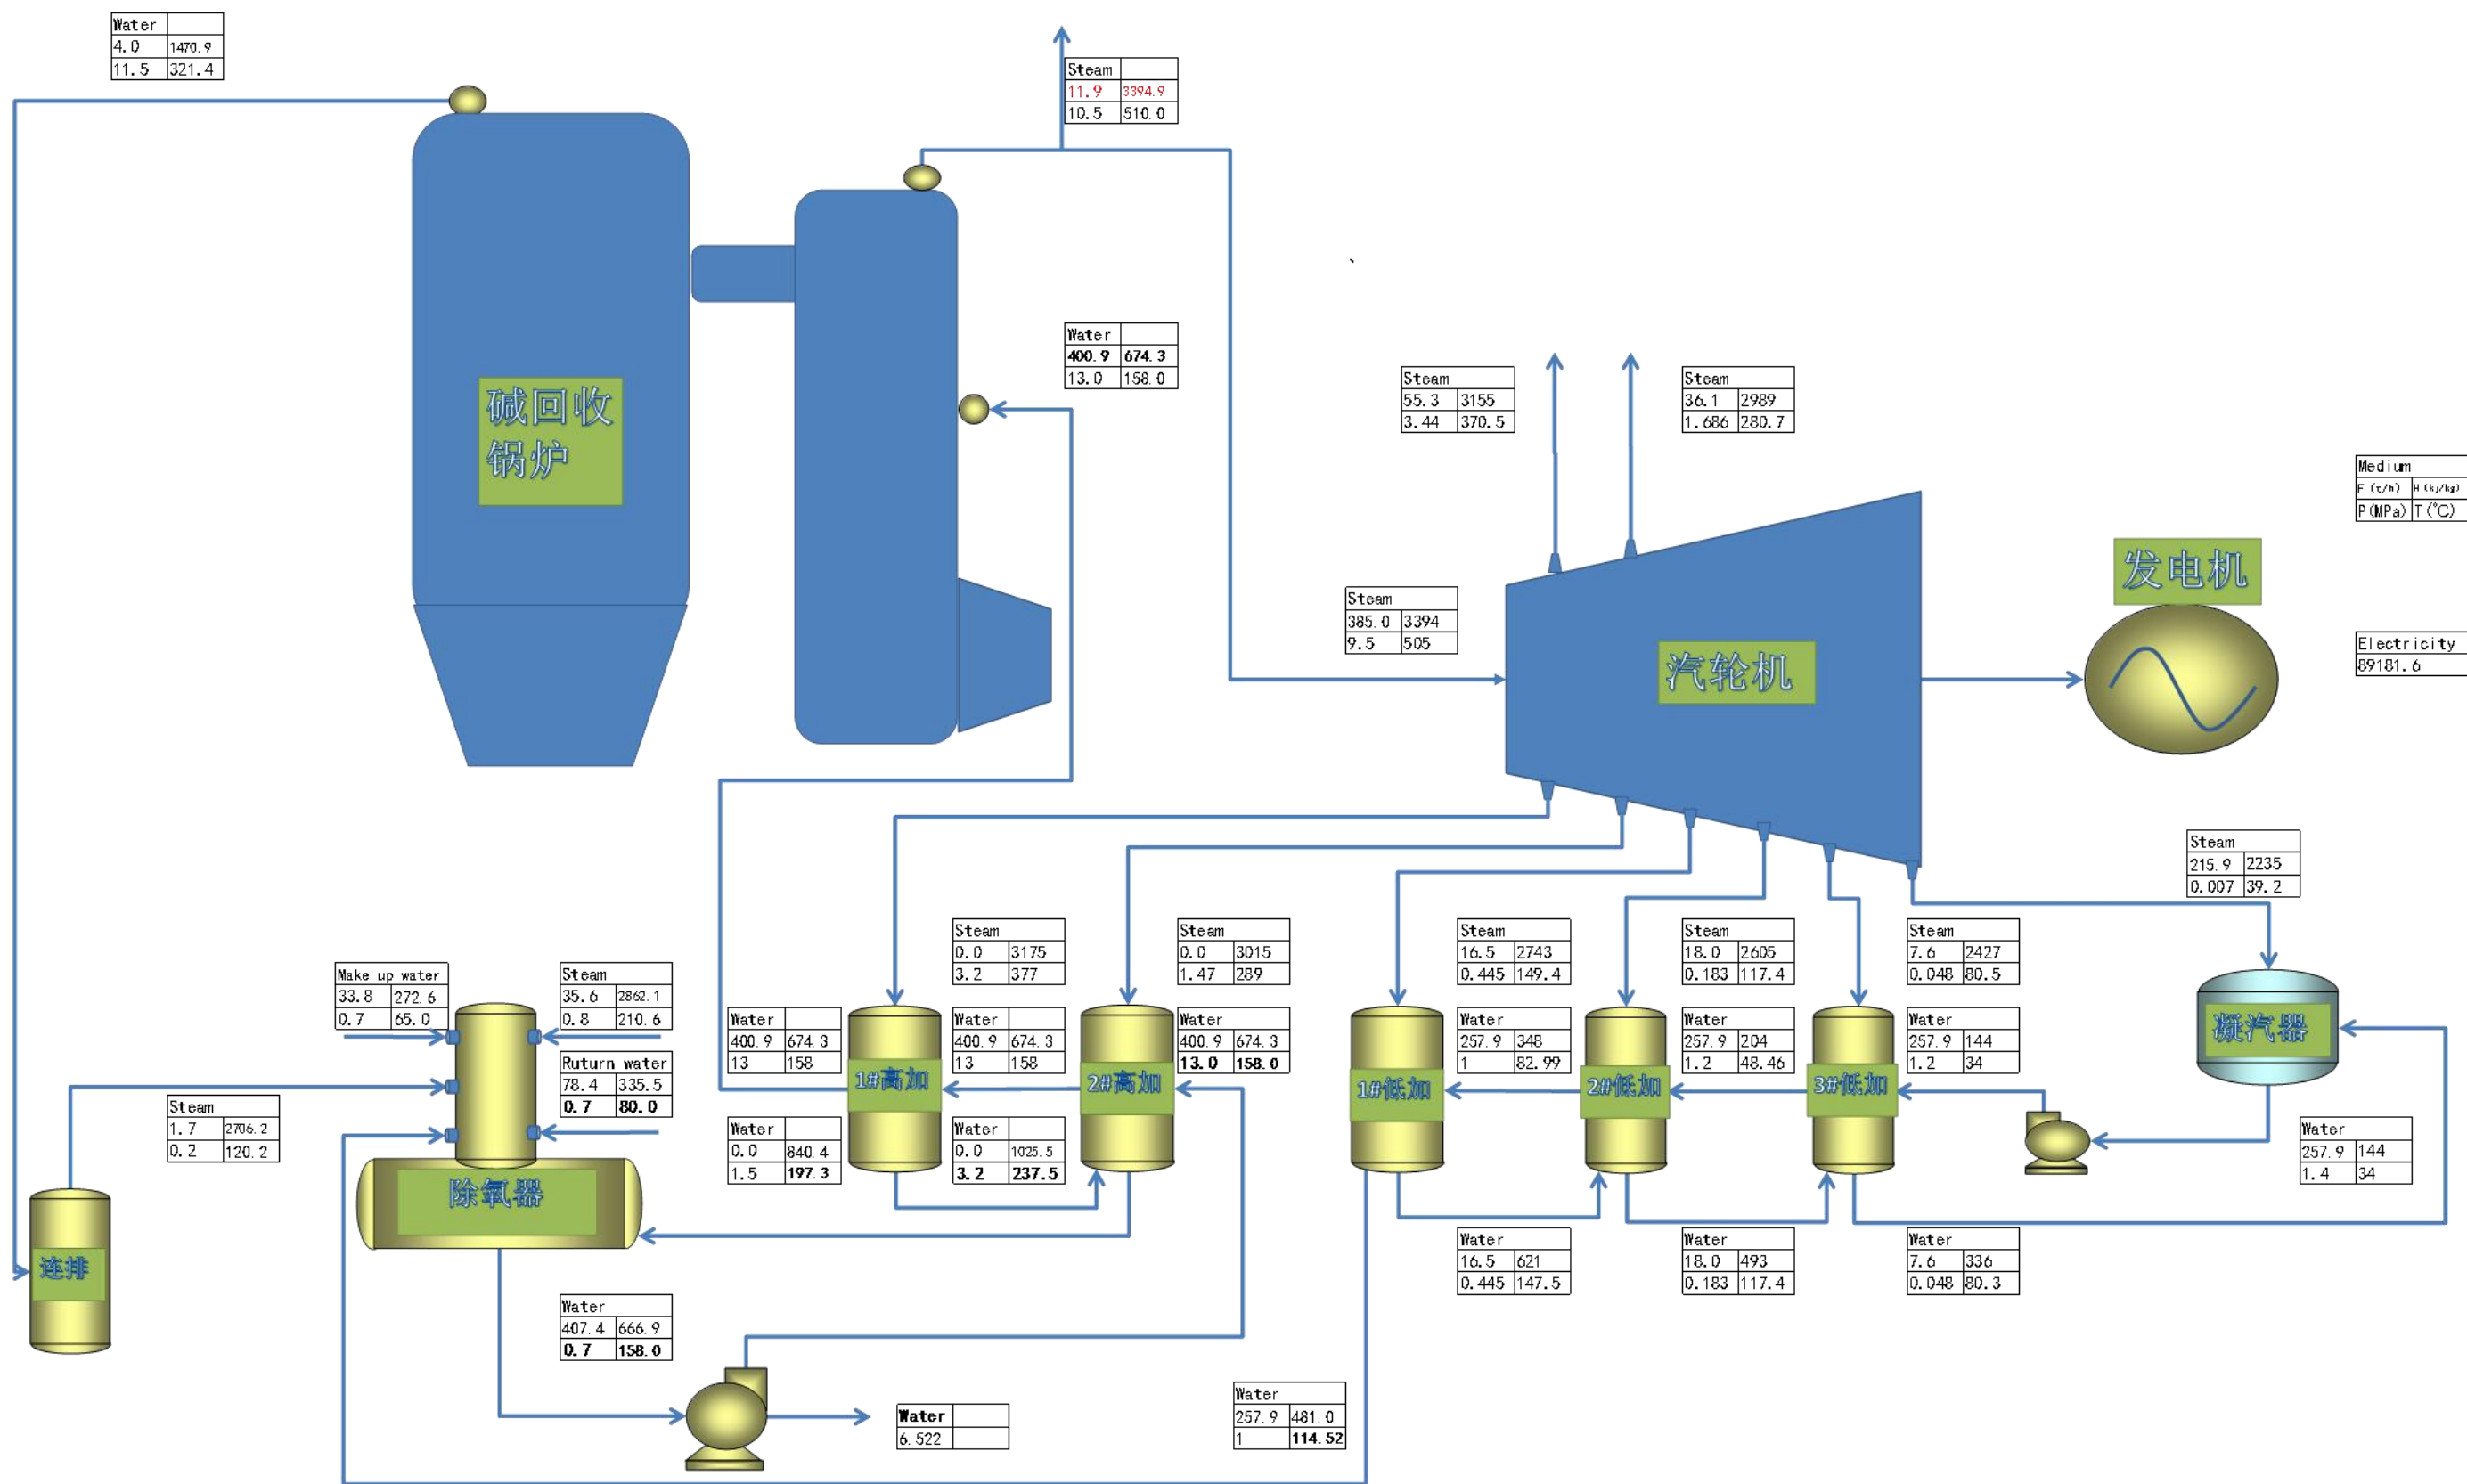 Water
4.0 1470.9
11.5 321.4
Steam
11.9 3394.9
10.5 510.0
Water
400.9 674.3
13.0 158.0
碱回收
锅炉
、
Steam
55.3 3155
3.44 370.5
Steam
36.1 2989
1.686 280.7
Medium
F (t/h) H (kj/kg)
P(MPa) T(℃)
发电机
Steam
385.0 3394
9.5 505
汽轮机
Electricity
89181.6
Steam
215.9 2235
0.007 39.2
Steam
0.0 3175
3.2 377
Steam
0.0 3015
1.47 289
Steam
16.5 2743
0.445 149.4
Steam
18.0 2605
0.183 117.4
Steam
7.6 2427
0.048 80.5
Make up water
33.8 272.6
0.7 65.0
Steam
35.6 2862.1
0.8 210.6
Water
400.9 674.3
13 158
Water
400.9 674.3
13 158
Water
400.9 674.3
13.0 158.0
Water
257.9 348
1 82.99
Water
257.9 204
1.2 48.46
Water
257.9 144
1.2 34
凝汽器
Ruturn water
78.4 335.5
0.7 80.0
1#高加
2#高加
1#低加
2#低加
3#低加
Steam
1.7 2706.2
0.2 120.2
Water
0.0 840.4
1.5 197.3
Water
0.0 1025.5
3.2 237.5
Water
257.9 144
1.4 34
除氧器
连排
Water
16.5 621
0.445 147.5
Water
18.0 493
0.183 117.4
Water
7.6 336
0.048 80.3
Water
407.4 666.9
0.7 158.0
Water
6.522
Water
257.9 481.0
1 114.52